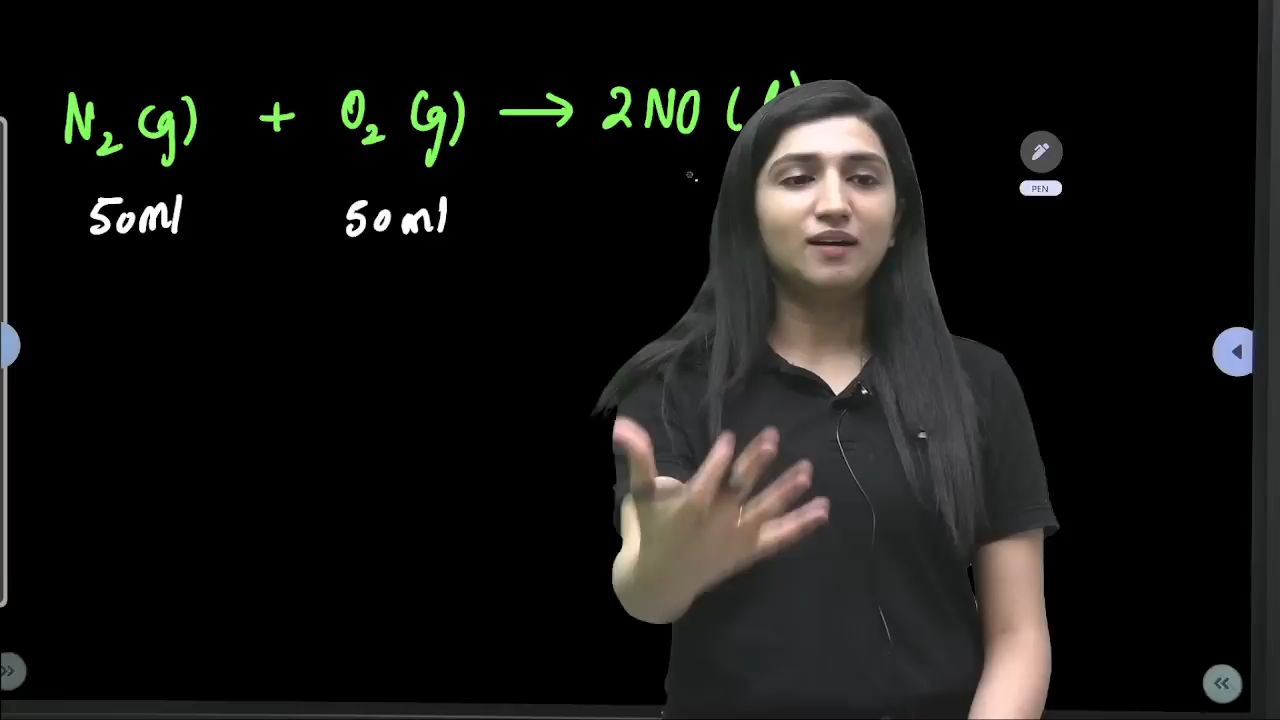 N₂ (g) + O₂ (g) → 2NO (
50ml 50ml
PEN